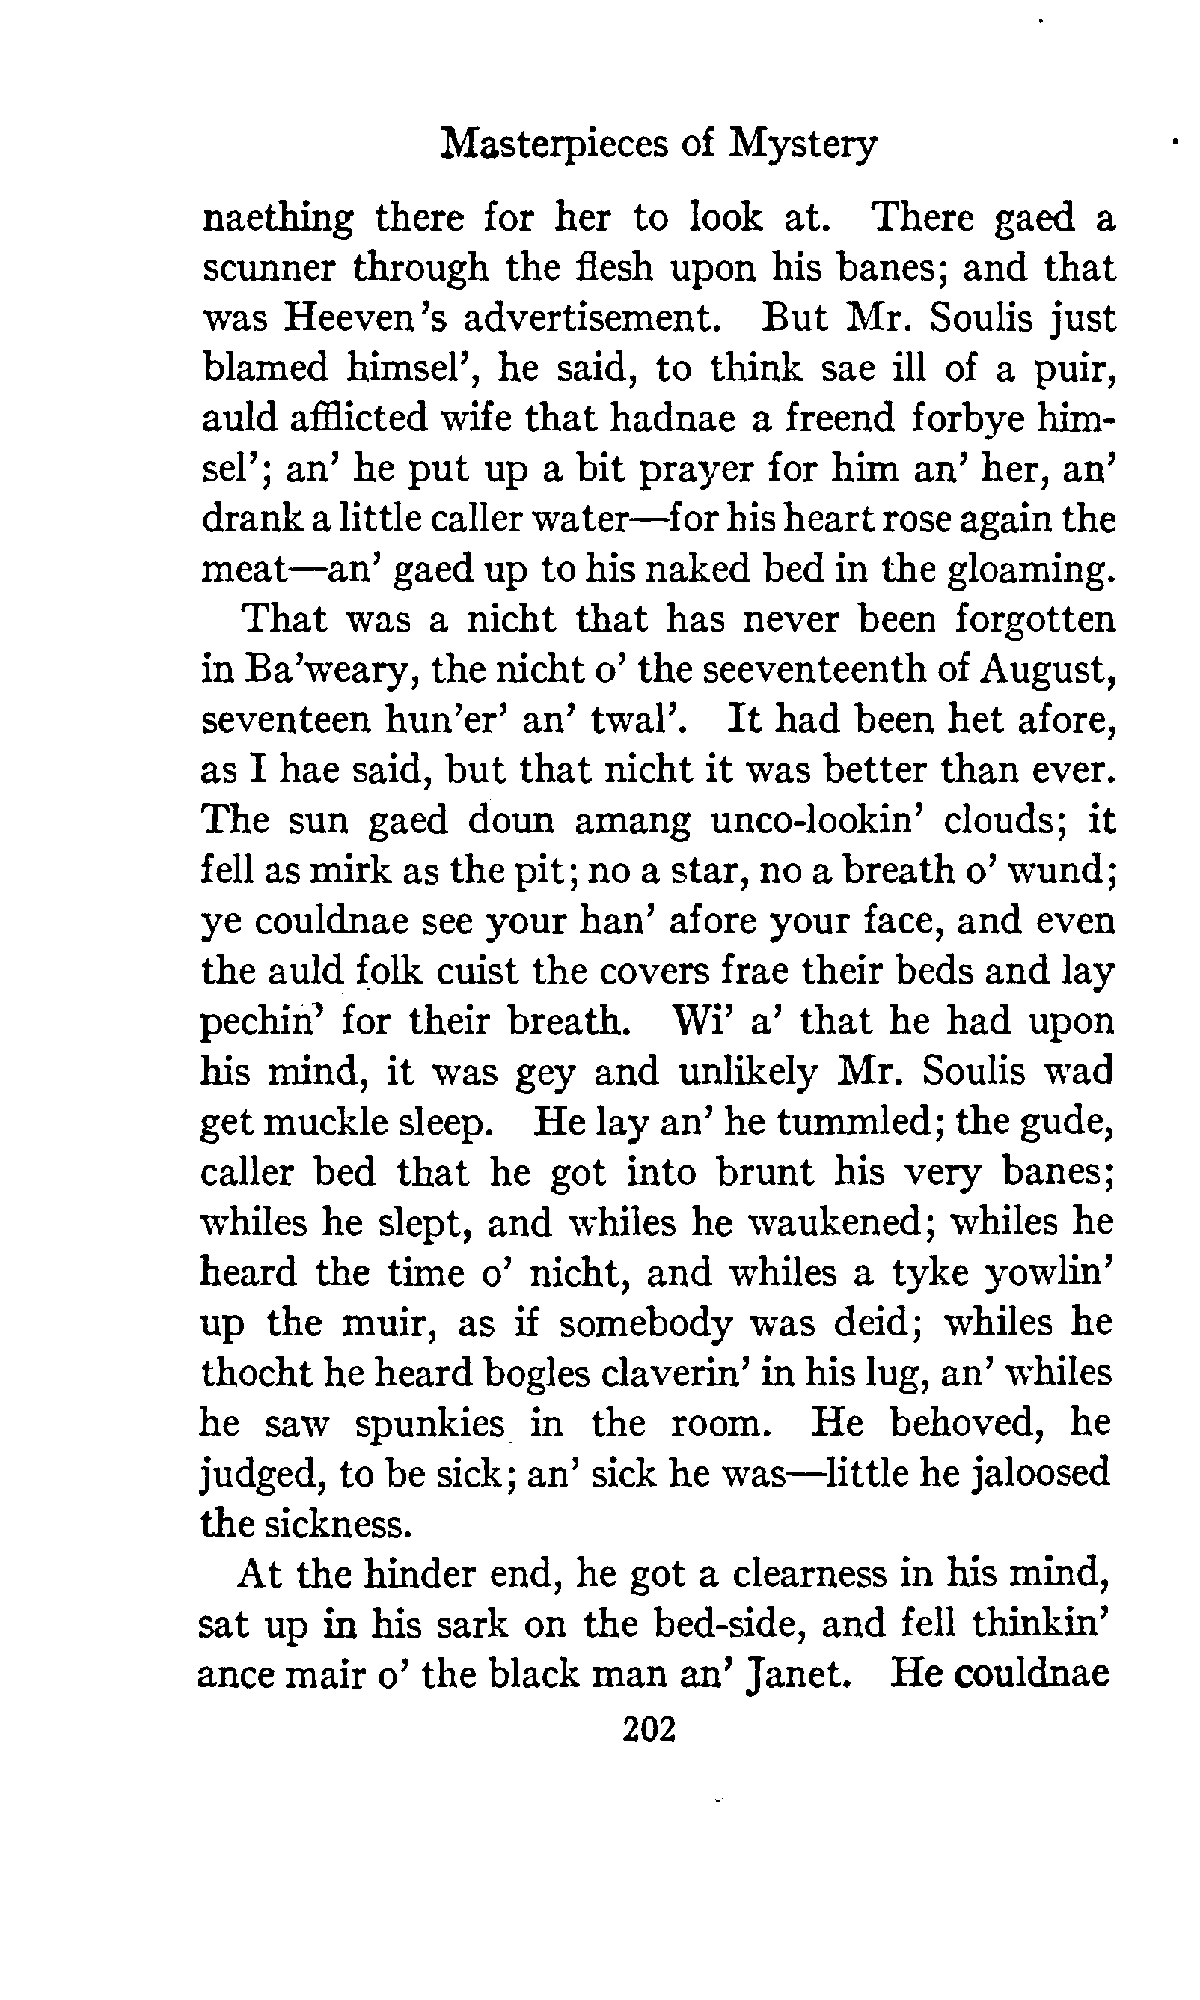 Masterpieces of Mystery
naething there for her to look at. There gaed a
scunner through the flesh upon his banes; and that
was Heeven's advertisement. But Mr. Soulis just
blamed himsel', he said, to think sae ill of a puir,
auld afflicted wife that hadnae a freend forbye him-
sel'; an' he put up a bit prayer for him an' her, an'
drank a little caller water—for his heart rose again the
meat—an' gaed up to his naked bed in the gloaming.
That was a nicht that has never been forgotten
in Ba'weary, the nicht o' the seeventeenth of August,
seventeen hun'er' an' twal'. It had been het afore,
as I hae said, but that nicht it was better than ever.
The sun gaed doun amang unco-lookin' clouds; it
fell as mirk as the pit; no a star, no a breath o' wund;
ye couldnae see your han' afore your face, and even
the auld folk cuist the covers frae their beds and lay
pechin' for their breath. Wi' a' that he had upon
his mind, it was gey and unlikely Mr. Soulis wad
get muckle sleep. He lay an' he tummled; the gude,
caller bed that he got into brunt his very banes;
whiles he slept, and whiles he waukened; whiles he
heard the time o' nicht, and whiles a tyke yowlin'
up the muir, as if somebody was deid; whiles he
thocht he heard bogles claverin' in his lug, an' whiles
he saw spunkies in the room. He behoved, he
judged, to be sick; an' sick he was—little he jaloosed
the sickness.
At the hinder end, he got a clearness in his mind,
sat up in his sark on the bed-side, and fell thinkin'
ance mair o' the black man an' Janet. He couldnae
202